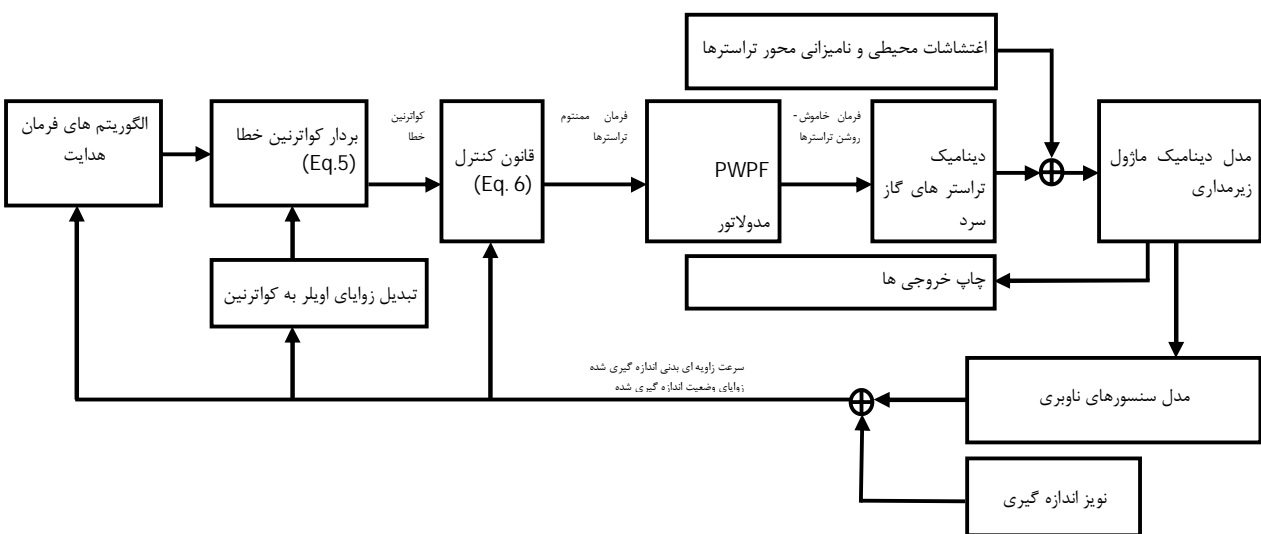 اغتشاشات محیطی و نامیزانی محور تراسترها
الگوریتم های فرمان
هدایت
بردار کواترنین خطا
(Eq.5)
کواترنین
خطا
قانون کنترل
(Eq. 6)
فرمان ممنتوم
تراسترها
PWPF
مدولاتور
فرمان خاموش-
روشن تراسترها
دینامیک
تراستر های گاز
سرد
مدل دینامیک ماژول
زیرمداری
تبدیل زوایای اویلر به کواترنین
چاپ خروجی ها
سرعت زاویه ای بدنی اندازه گیری شده
زوایای وضعیت اندازه گیری شده
مدل سنسورهای ناوبری
نویز اندازه گیری